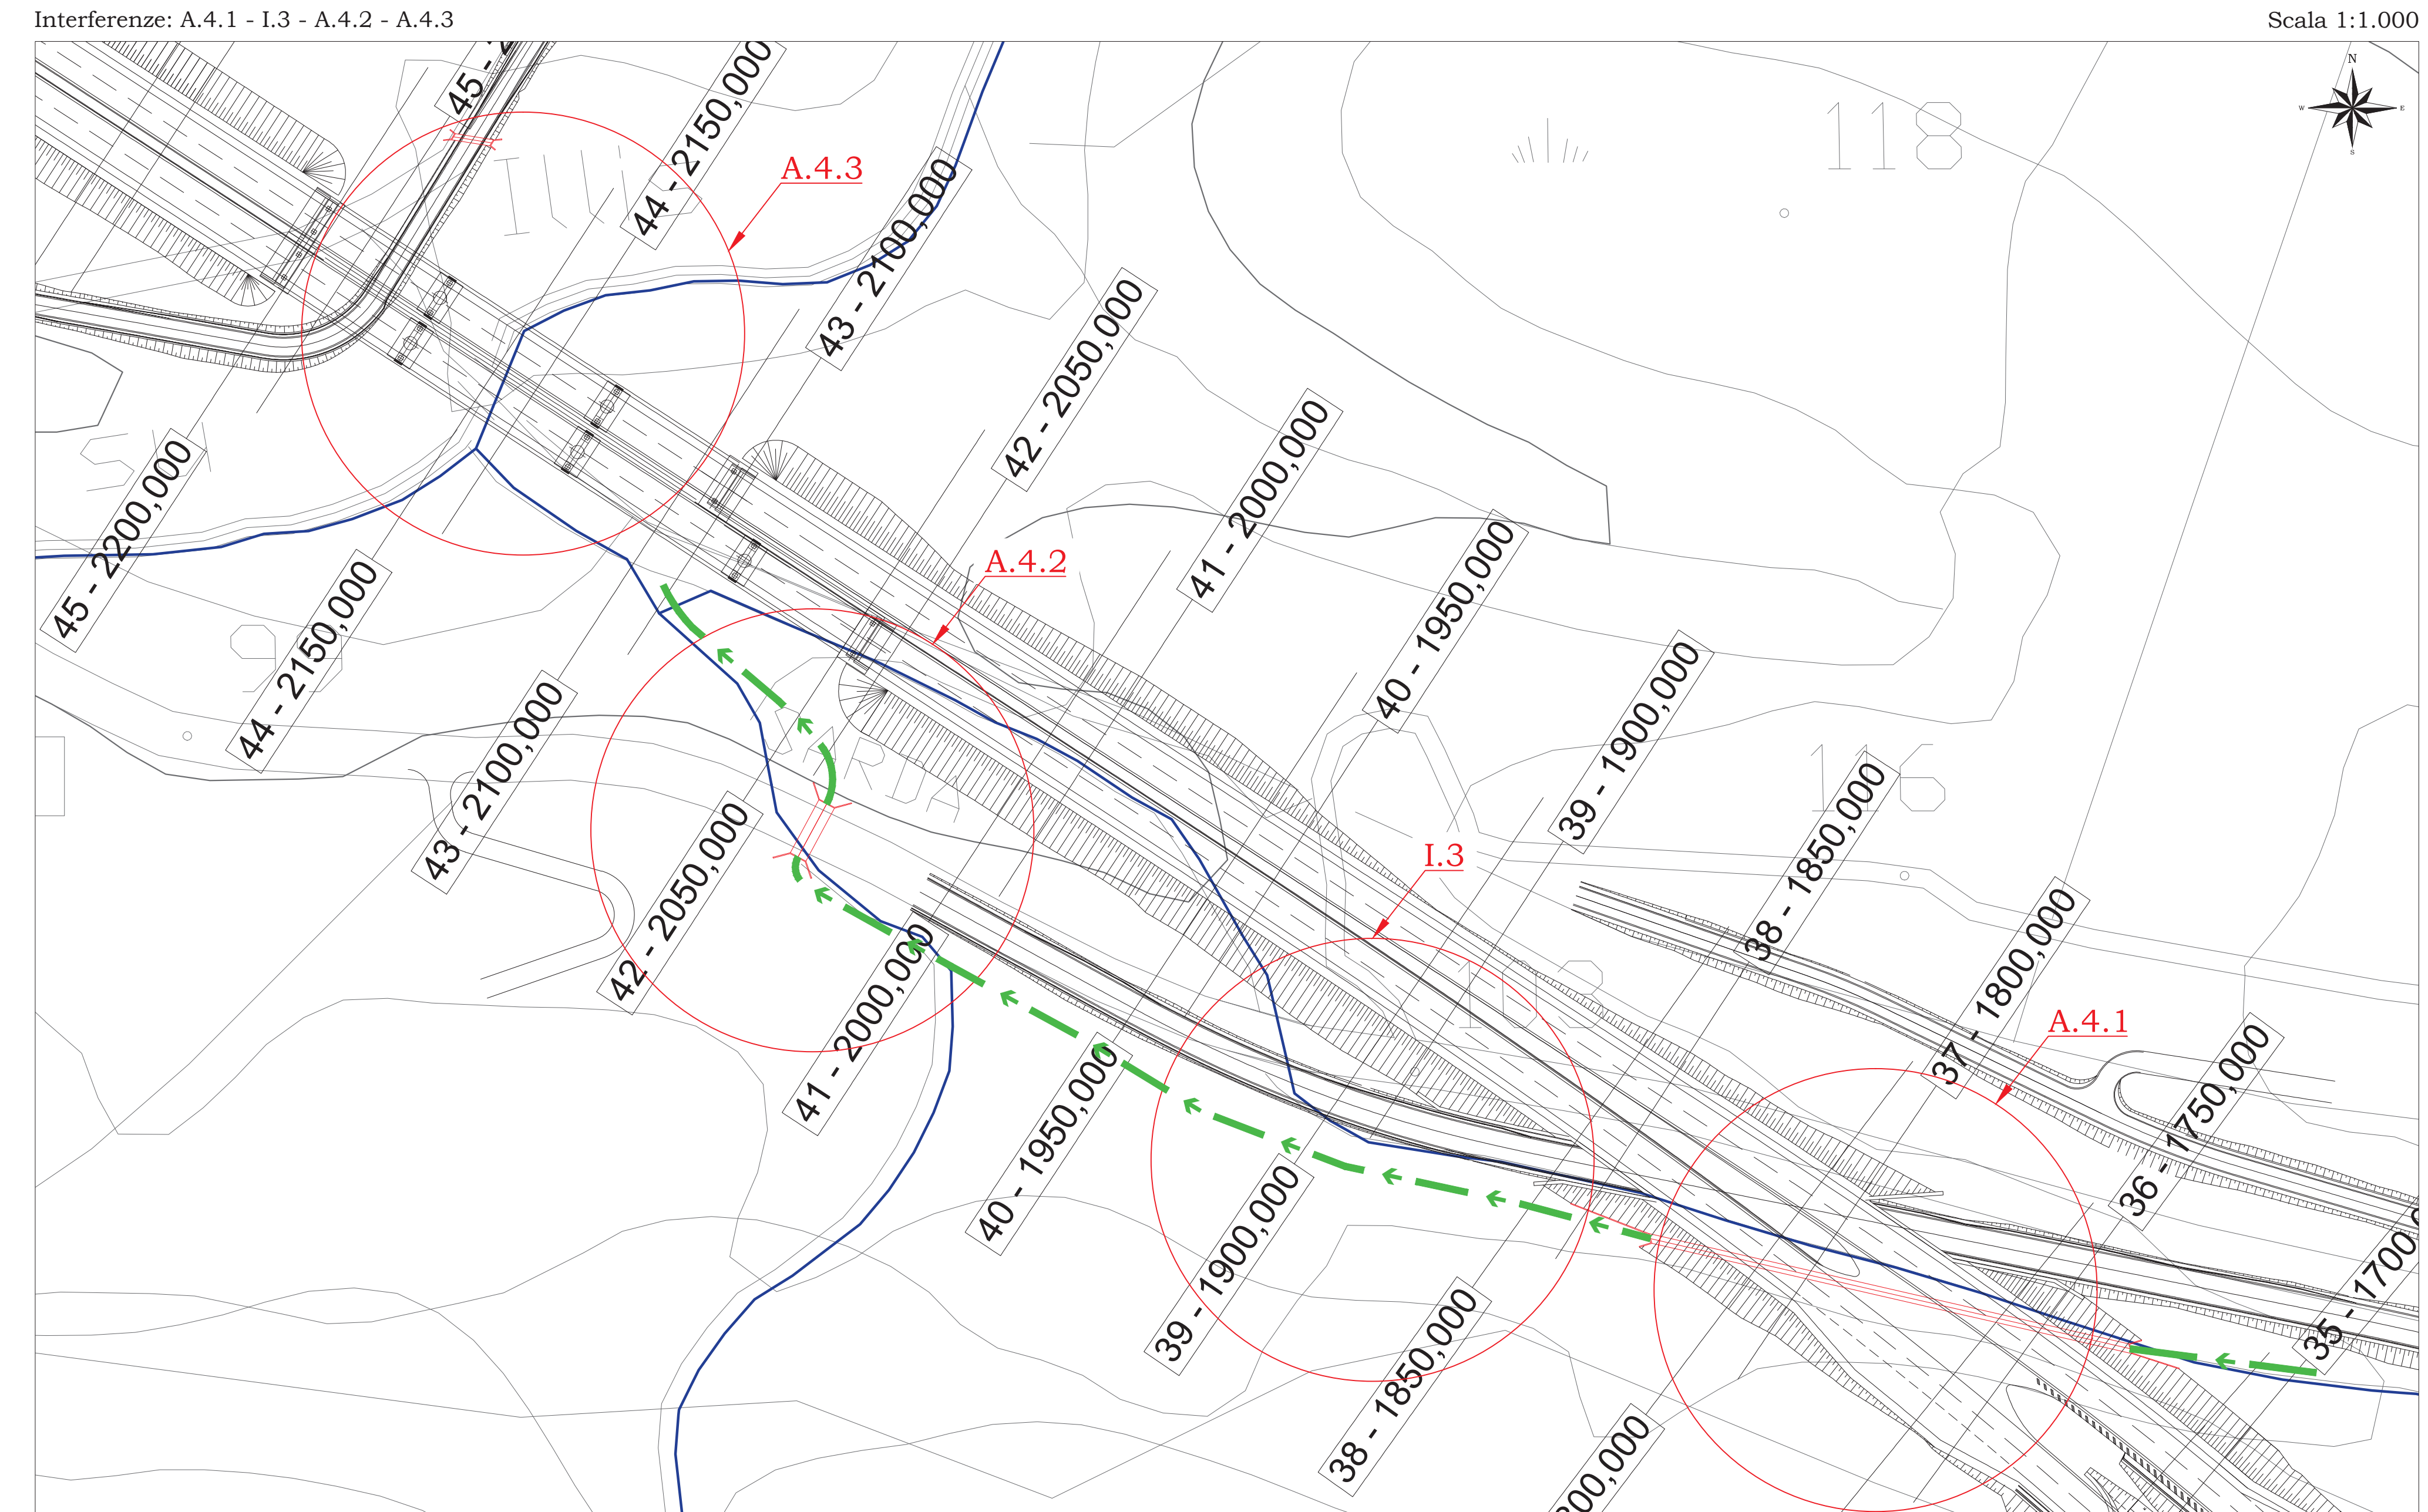 Interferenze: A.4.1 - I.3 - A.4.2 - A.4.3
Scala 1:1.000
N
W
E
S
118
A.4.3
44 - 2150,000
43 - 2100,000
42 - 2050,000
A.4.2
41 - 2000,000
45 - 2200,000
40 - 1950,000
44 - 2150,000
39 - 1900,000
43 - 2100,000
116
38 - 1850,000
42 - 2050,000
I.3
37 - 1800,000
41 - 2000,000
A.4.1
36 - 1750,000
40 - 1950,000
39 - 1900,000
35 - 1700
38 - 1850,000